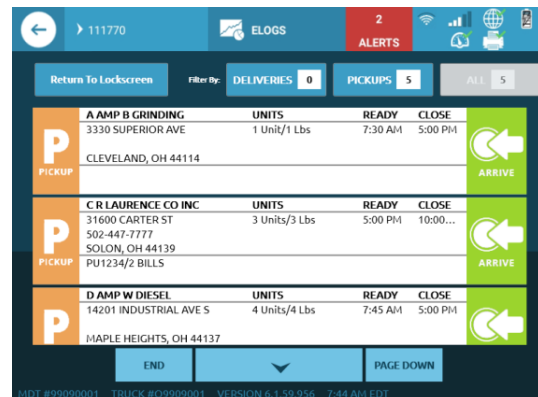 111770
ELOGS
2
ALERTS
Return To Lockscreen
Filter By:
DELIVERIES 0
PICKUPS 5
ALL 5
A AMP B GRINDING UNITS READY CLOSE
3330 SUPERIOR AVE 1 Unit/1 Lbs 7:30 AM 5:00 PM
CLEVELAND, OH 44114
P
PICKUP
ARRIVE
C R LAURENCE CO INC UNITS READY CLOSE
31600 CARTER ST 3 Units/3 Lbs 5:00 PM 10:00...
502-447-7777
SOLON, OH 44139
PU1234/2 BILLS
P
PICKUP
ARRIVE
D AMP W DIESEL UNITS READY CLOSE
14201 INDUSTRIAL AVE S 4 Units/4 Lbs 7:45 AM 5:00 PM
MAPLE HEIGHTS, OH 44137
P
END
PAGE DOWN
MDT #99090001 TRUCK #O9909001 VERSION 6.1.59.956 7:44 AM EDT